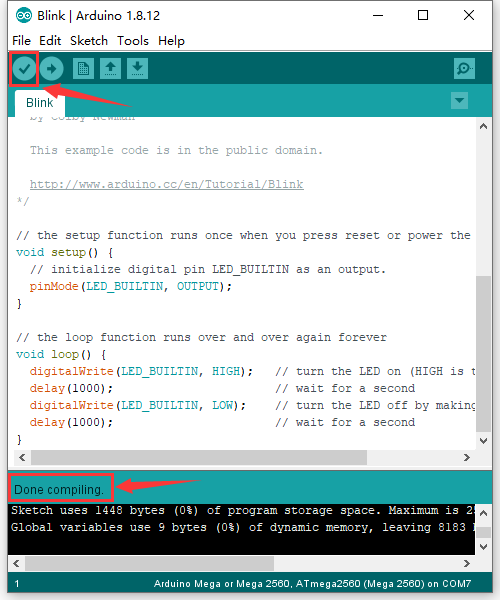 Blink | Arduino 1.8.12
File Edit Sketch Tools Help
Blink
by Colby Newman
This example code is in the public domain.
http://www.arduino.cc/en/Tutorial/Blink
*/
// the setup function runs once when you press reset or power the
void setup() {
// initialize digital pin LED_BUILTIN as an output.
pinMode(LED_BUILTIN, OUTPUT);
}
// the loop function runs over and over again forever
void loop() {
digitalWrite(LED_BUILTIN, HIGH);   // turn the LED on (HIGH is t
delay(1000);                       // wait for a second
digitalWrite(LED_BUILTIN, LOW);    // turn the LED off by making
delay(1000);                       // wait for a second
}
Done compiling.
Sketch uses 1448 bytes (0%) of program storage space. Maximum is 25
Global variables use 9 bytes (0%) of dynamic memory, leaving 8183
1 Arduino Mega or Mega 2560, ATmega2560 (Mega 2560) on COM7